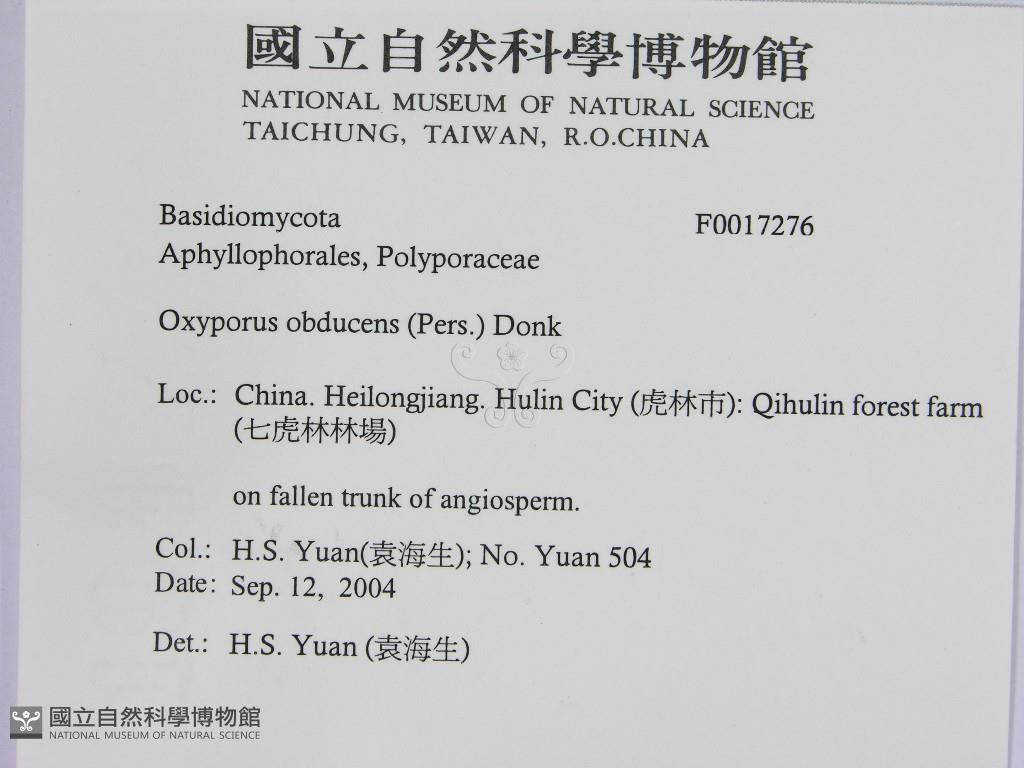 國立自然科學博物館
NATIONAL MUSEUM OF NATURAL SCIENCE
TAICHUNG, TAIWAN, R.O.CHINA
Basidiomycota F0017276
Aphyllophorales, Polyporaceae
Oxyporus obducens (Pers.) Donk
Loc.: China. Heilongjiang. Hulin City (虎林市): Qihulin forest farm
(七虎林林場)
on fallen trunk of angiosperm.
Col.: H.S. Yuan(袁海生); No. Yuan 504
Date: Sep. 12, 2004
Det.: H.S. Yuan (袁海生)
國立自然科學博物館
NATIONAL MUSEUM OF NATURAL SCIENCE